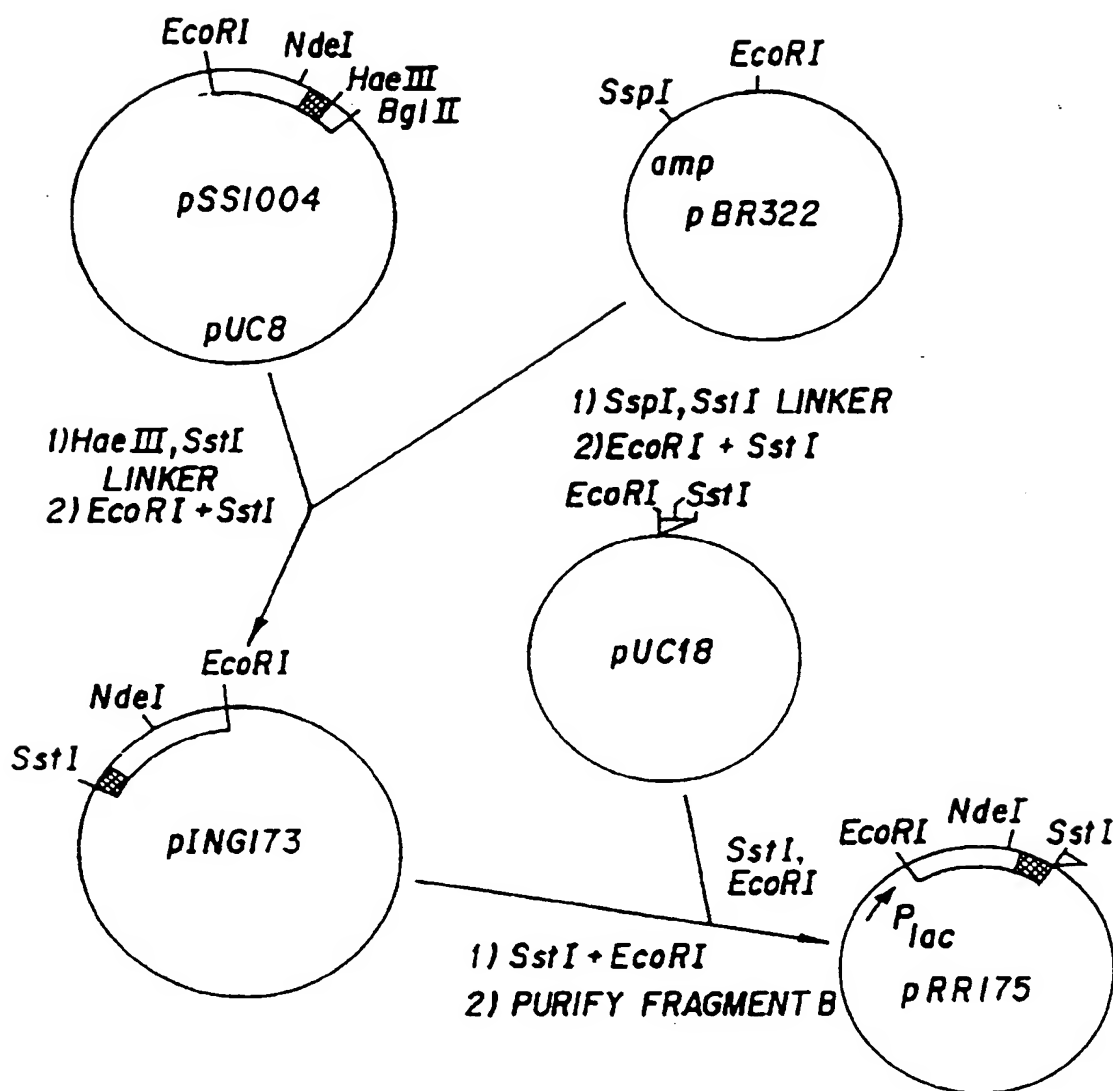 EcoRI
NdeI
HaeIII
BglII
pSS1004
pUC8
EcoRI
SspI
amp
pBR322
1) HaeIII, SstI
LINKER
2) EcoRI + SstI
1) SspI, SstI LINKER
2) EcoRI + SstI
EcoRI
SstI
pUC18
EcoRI
NdeI
SstI
pING173
SstI,
EcoRI
1) SstI + EcoRI
2) PURIFY FRAGMENT B
EcoRI
NdeI
SstI
Plac
pRR175